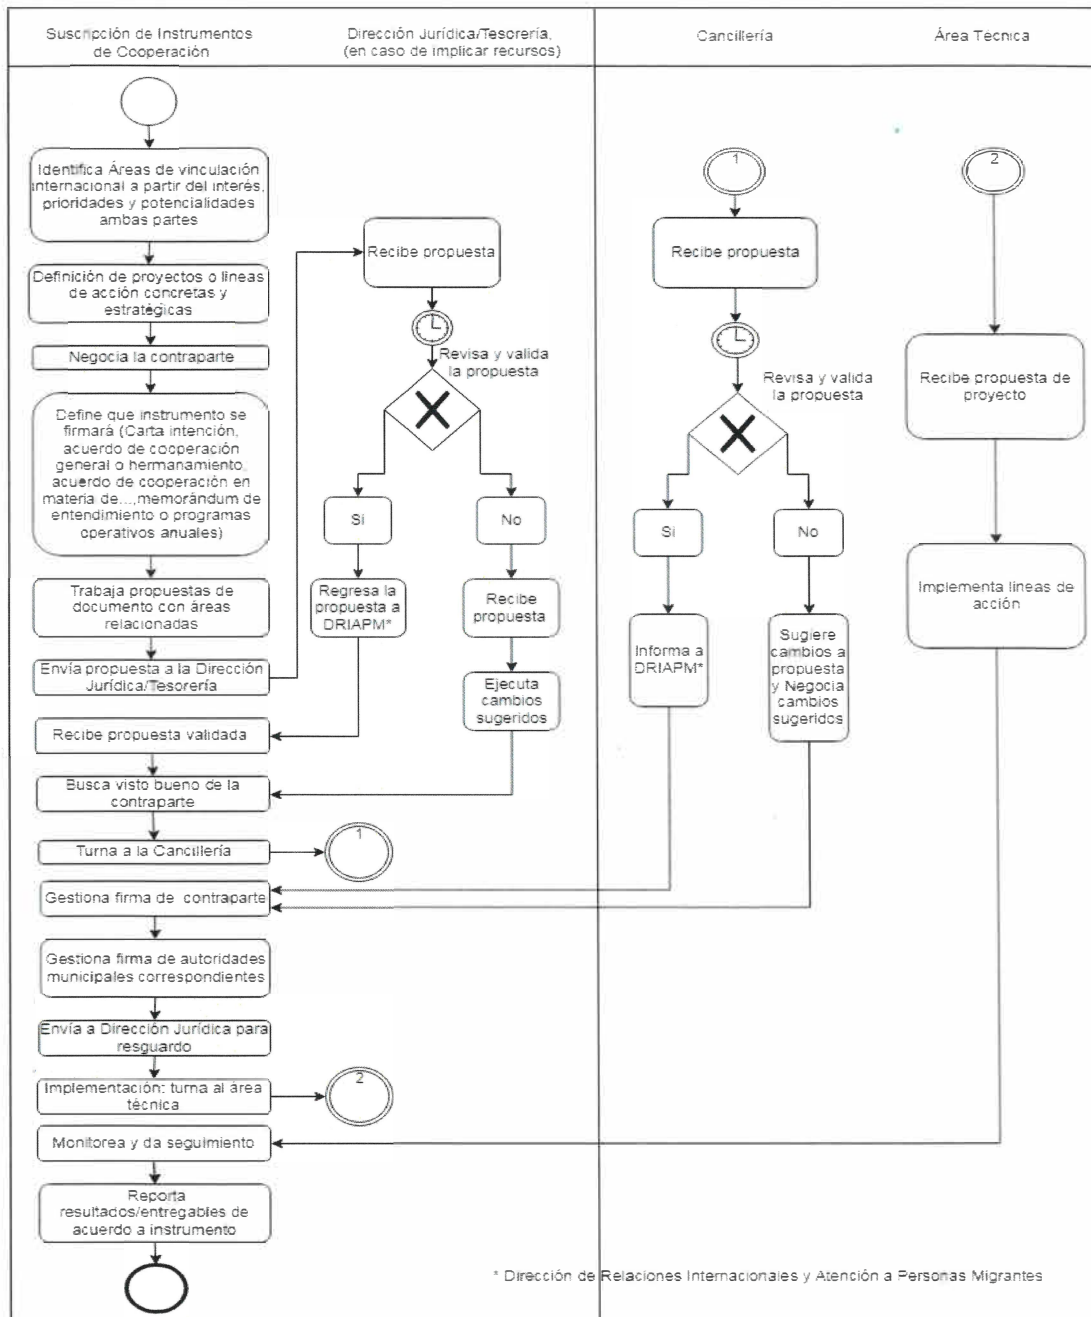 Suscripción de Instrumentos
de Cooperación
Dirección Jurídica/Tesorería,
(en caso de implicar recursos)
Cancillería
Área Técnica
Identifica Áreas de vinculación
internacional a partir del interés,
prioridades y potencialidades
ambas partes
Definición de proyectos o líneas
de acción concretas y
estratégicas
Negocia la contraparte
Define que instrumento se
firmará (Carta intención,
acuerdo de cooperación
general o hermanamiento,
acuerdo de cooperación en
materia de...,memorándum de
entendimiento o programas
operativos anuales)
Trabaja propuestas de
documento con áreas
relacionadas
Envía propuesta a la Dirección
Jurídica/Tesorería
Recibe propuesta validada
Busca visto bueno de la
contraparte
Turna a la Cancillería
Gestiona firma de contraparte
Gestiona firma de autoridades
municipales correspondientes
Envía a Dirección Jurídica para
resguardo
Implementación: turna al área
técnica
Monitorea y da seguimiento
Reporta
resultados/entregables de
acuerdo a instrumento
Recibe propuesta
Revisa y valida
la propuesta
Si
No
Regresa la
propuesta a
DRIAPM*
Recibe
propuesta
Ejecuta
cambios
sugeridos
1
2
1
Recibe propuesta
Revisa y valida
la propuesta
Si
No
Informa a
DRIAPM*
Sugiere
cambios a
propuesta
y Negocia
cambios
sugeridos
2
Recibe propuesta de
proyecto
Implementa líneas de
acción
* Dirección de Relaciones Internacionales y Atención a Personas Migrantes